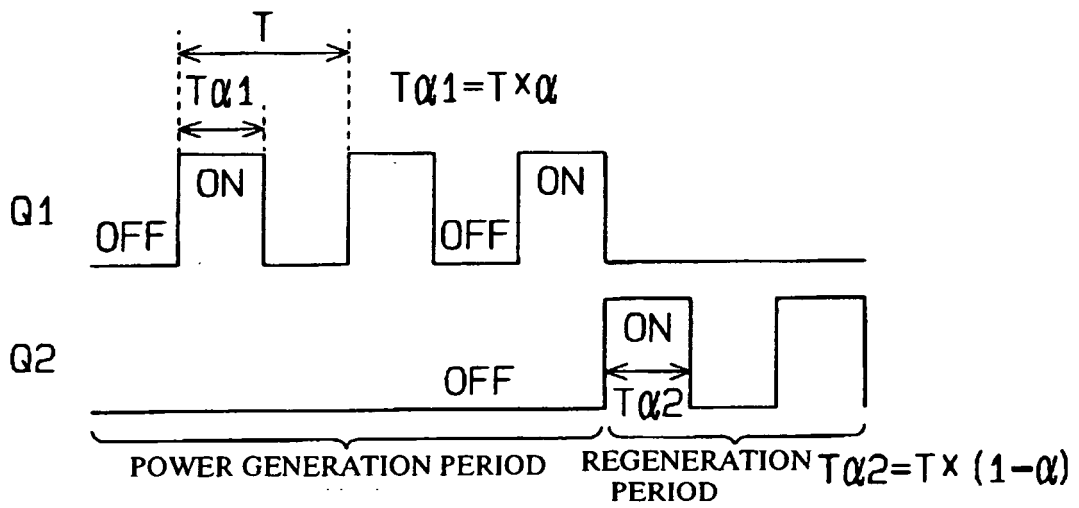 T
Tα1 Tα1=T×α
ON ON
Q1
OFF OFF
ON
Q2
OFF
Tα2
POWER GENERATION PERIOD
REGENERATION
PERIOD
Tα2=T×(1-α)